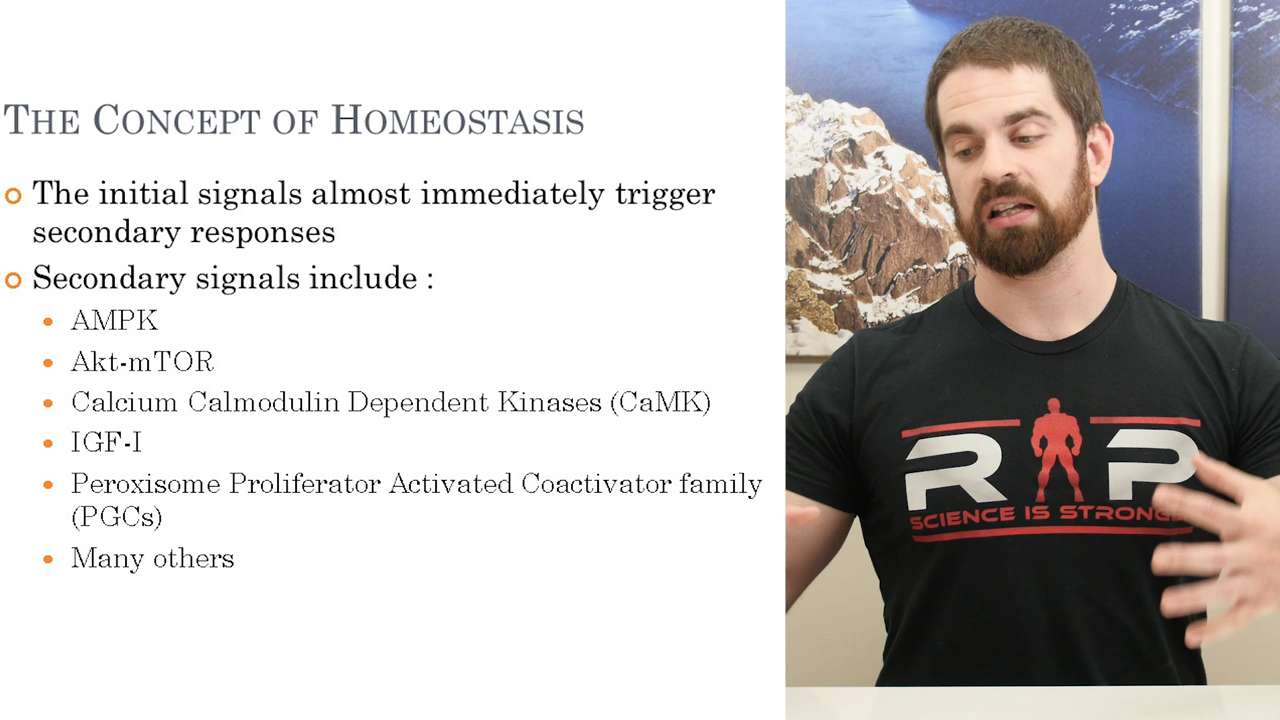 THE CONCEPT OF HOMEOSTASIS
The initial signals almost immediately trigger
secondary responses
Secondary signals include :
AMPK
Akt-mTOR
Calcium Calmodulin Dependent Kinases (CaMK)
IGF-I
Peroxisome Proliferator Activated Coactivator family
(PGCs)
Many others
R P
SCIENCE IS STRONG